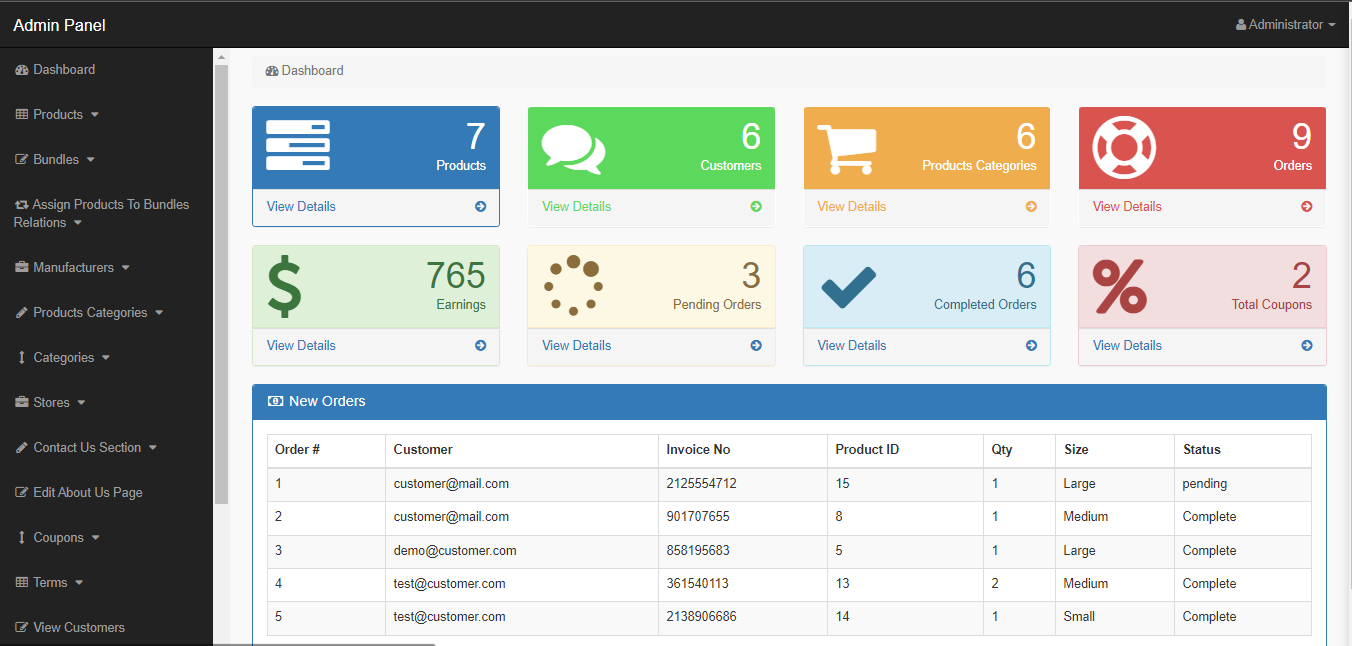 Admin Panel
Administrator
Dashboard
Products
Bundles
Assign Products To Bundles
Relations
Manufacturers
Products Categories
Categories
Stores
Contact Us Section
Edit About Us Page
Coupons
Terms
View Customers
Dashboard
7
Products
View Details
6
Customers
View Details
6
Products Categories
View Details
9
Orders
View Details
765
Earnings
View Details
3
Pending Orders
View Details
6
Completed Orders
View Details
2
Total Coupons
View Details
New Orders
Order # Customer Invoice No Product ID Qty Size Status
1 customer@mail.com 2125554712 15 1 Large pending
2 customer@mail.com 901707655 8 1 Medium Complete
3 demo@customer.com 858195683 5 1 Large Complete
4 test@customer.com 361540113 13 2 Medium Complete
5 test@customer.com 2138906686 14 1 Small Complete